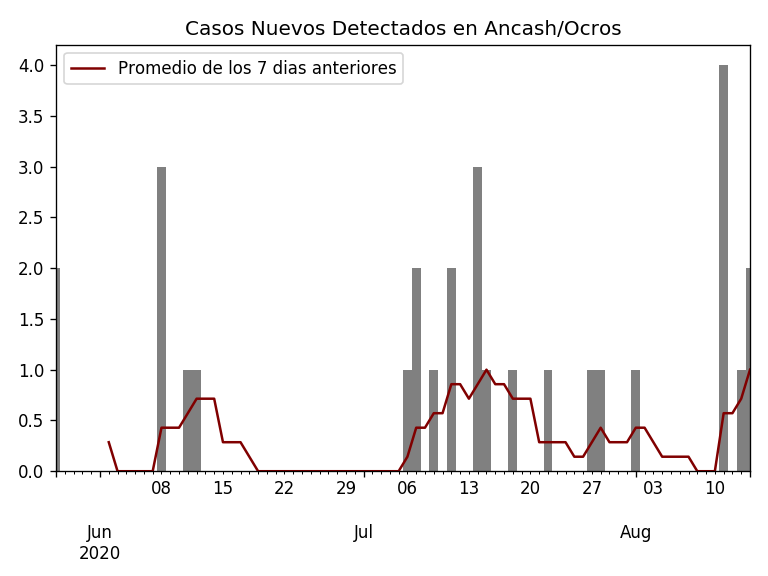 Casos Nuevos Detectados en Ancash/Ocros
Promedio de los 7 dias anteriores
4.0
3.5
3.0
2.5
2.0
1.5
1.0
0.5
0.0
08 15 22 29 06 13 20 27 03 10
Jun Jul Aug
2020